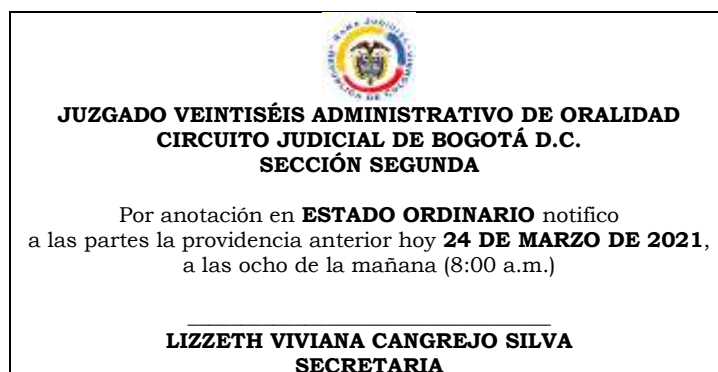 JUZGADO VEINTISÉIS ADMINISTRATIVO DE ORALIDAD
CIRCUITO JUDICIAL DE BOGOTÁ D.C.
SECCIÓN SEGUNDA
Por anotación en ESTADO ORDINARIO notifico
a las partes la providencia anterior hoy 24 DE MARZO DE 2021,
a las ocho de la mañana (8:00 a.m.)
LIZZETH VIVIANA CANGREJO SILVA
SECRETARIA